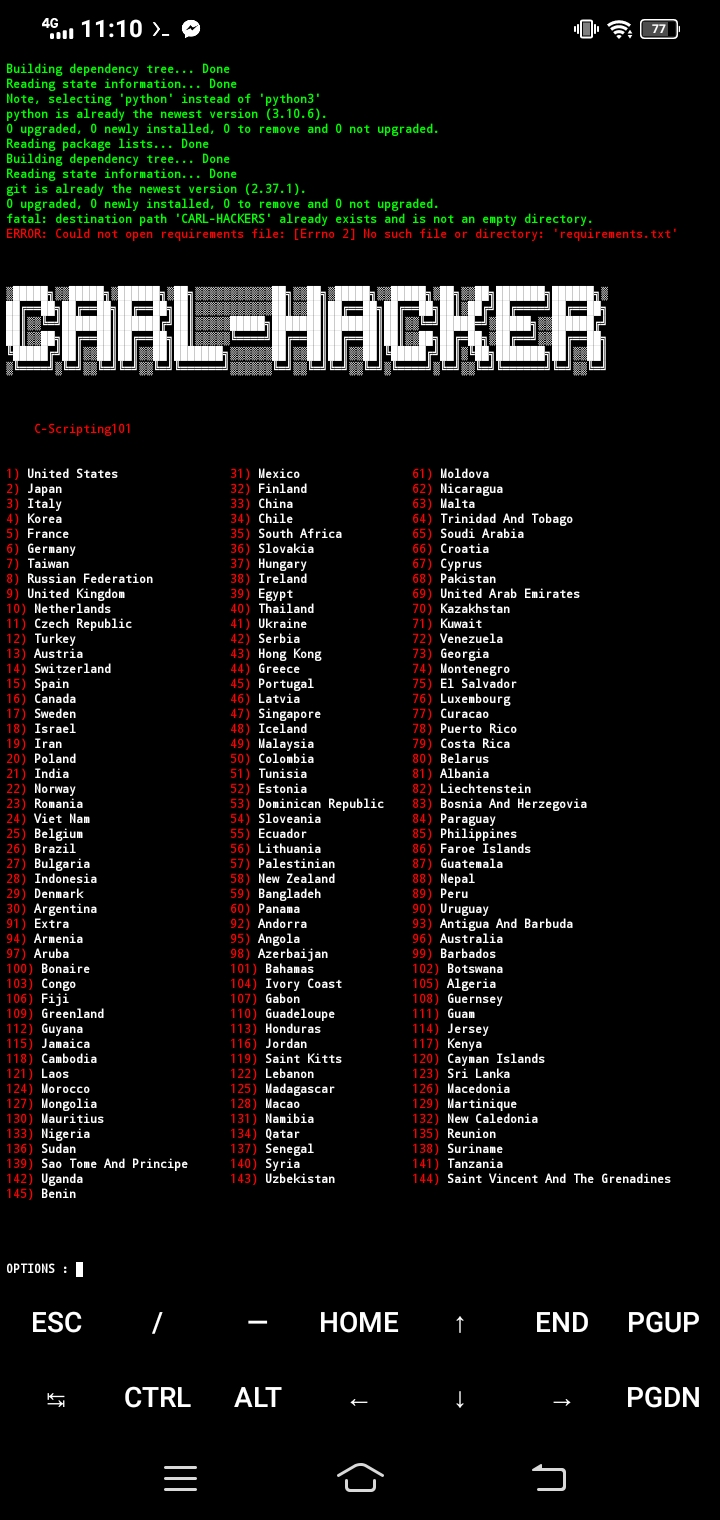 4G 11:10 77
Building dependency tree... Done
Reading state information... Done
Note, selecting 'python' instead of 'python3'
python is already the newest version (3.10.6).
0 upgraded, 0 newly installed, 0 to remove and 0 not upgraded.
Reading package lists... Done
Building dependency tree... Done
Reading state information... Done
git is already the newest version (2.37.1).
0 upgraded, 0 newly installed, 0 to remove and 0 not upgraded.
fatal: destination path 'CARL-HACKERS' already exists and is not an empty directory.
ERROR: Could not open requirements file: [Errno 2] No such file or directory: 'requirements.txt'
CARL-HACKER
C-Scripting101
1) United States 31) Mexico 61) Moldova
2) Japan 32) Finland 62) Nicaragua
3) Italy 33) China 63) Malta
4) Korea 34) Chile 64) Trinidad And Tobago
5) France 35) South Africa 65) Soudi Arabia
6) Germany 36) Slovakia 66) Croatia
7) Taiwan 37) Hungary 67) Cyprus
8) Russian Federation 38) Ireland 68) Pakistan
9) United Kingdom 39) Egypt 69) United Arab Emirates
10) Netherlands 40) Thailand 70) Kazakhstan
11) Czech Republic 41) Ukraine 71) Kuwait
12) Turkey 42) Serbia 72) Venezuela
13) Austria 43) Hong Kong 73) Georgia
14) Switzerland 44) Greece 74) Montenegro
15) Spain 45) Portugal 75) El Salvador
16) Canada 46) Latvia 76) Luxembourg
17) Sweden 47) Singapore 77) Curacao
18) Israel 48) Iceland 78) Puerto Rico
19) Iran 49) Malaysia 79) Costa Rica
20) Poland 50) Colombia 80) Belarus
21) India 51) Tunisia 81) Albania
22) Norway 52) Estonia 82) Liechtenstein
23) Romania 53) Dominican Republic 83) Bosnia And Herzegovia
24) Viet Nam 54) Sloveania 84) Paraguay
25) Belgium 55) Ecuador 85) Philippines
26) Brazil 56) Lithuania 86) Faroe Islands
27) Bulgaria 57) Palestinian 87) Guatemala
28) Indonesia 58) New Zealand 88) Nepal
29) Denmark 59) Bangladeh 89) Peru
30) Argentina 60) Panama 90) Uruguay
91) Extra 92) Andorra 93) Antigua And Barbuda
94) Armenia 95) Angola 96) Australia
97) Aruba 98) Azerbaijan 99) Barbados
100) Bonaire 101) Bahamas 102) Botswana
103) Congo 104) Ivory Coast 105) Algeria
106) Fiji 107) Gabon 108) Guernsey
109) Greenland 110) Guadeloupe 111) Guam
112) Guyana 113) Honduras 114) Jersey
115) Jamaica 116) Jordan 117) Kenya
118) Cambodia 119) Saint Kitts 120) Cayman Islands
121) Laos 122) Lebanon 123) Sri Lanka
124) Morocco 125) Madagascar 126) Macedonia
127) Mongolia 128) Macao 129) Martinique
130) Mauritius 131) Namibia 132) New Caledonia
133) Nigeria 134) Qatar 135) Reunion
136) Sudan 137) Senegal 138) Suriname
139) Sao Tome And Principe 140) Syria 141) Tanzania
142) Uganda 143) Uzbekistan 144) Saint Vincent And The Grenadines
145) Benin
OPTIONS :
ESC / — HOME ↑ END PGUP
↹ CTRL ALT ← ↓ → PGDN